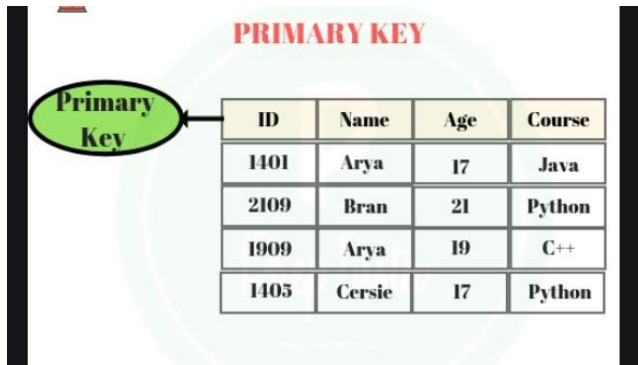 PRIMARY KEY
Primary
Key
ID Name Age Course
1401 Arya 17 Java
2109 Bran 21 Python
1909 Arya 19 C++
1405 Cersie 17 Python